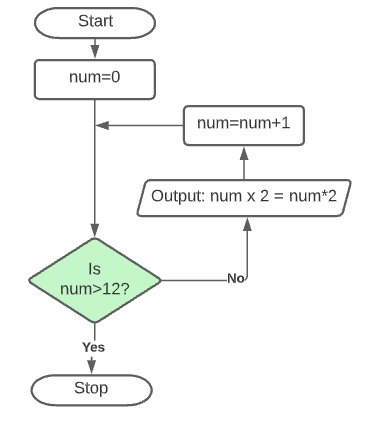 Start
num=0
num=num+1
Output: num x 2 = num*2
Is
num>12?
No
Yes
Stop